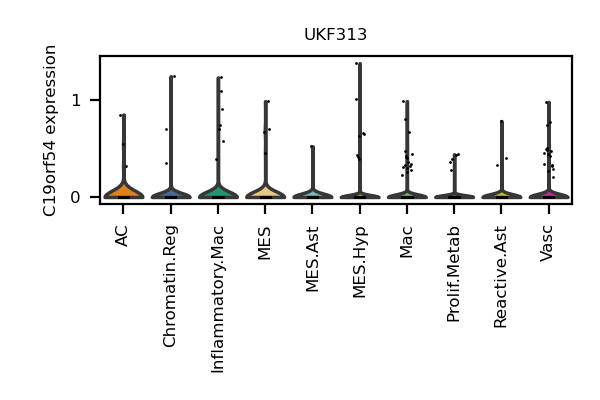 UKF313
C19orf54 expression
1
0
AC
Chromatin.Reg
Inflammatory.Mac
MES
MES.Ast
MES.Hyp
Mac
Prolif.Metab
Reactive.Ast
Vasc